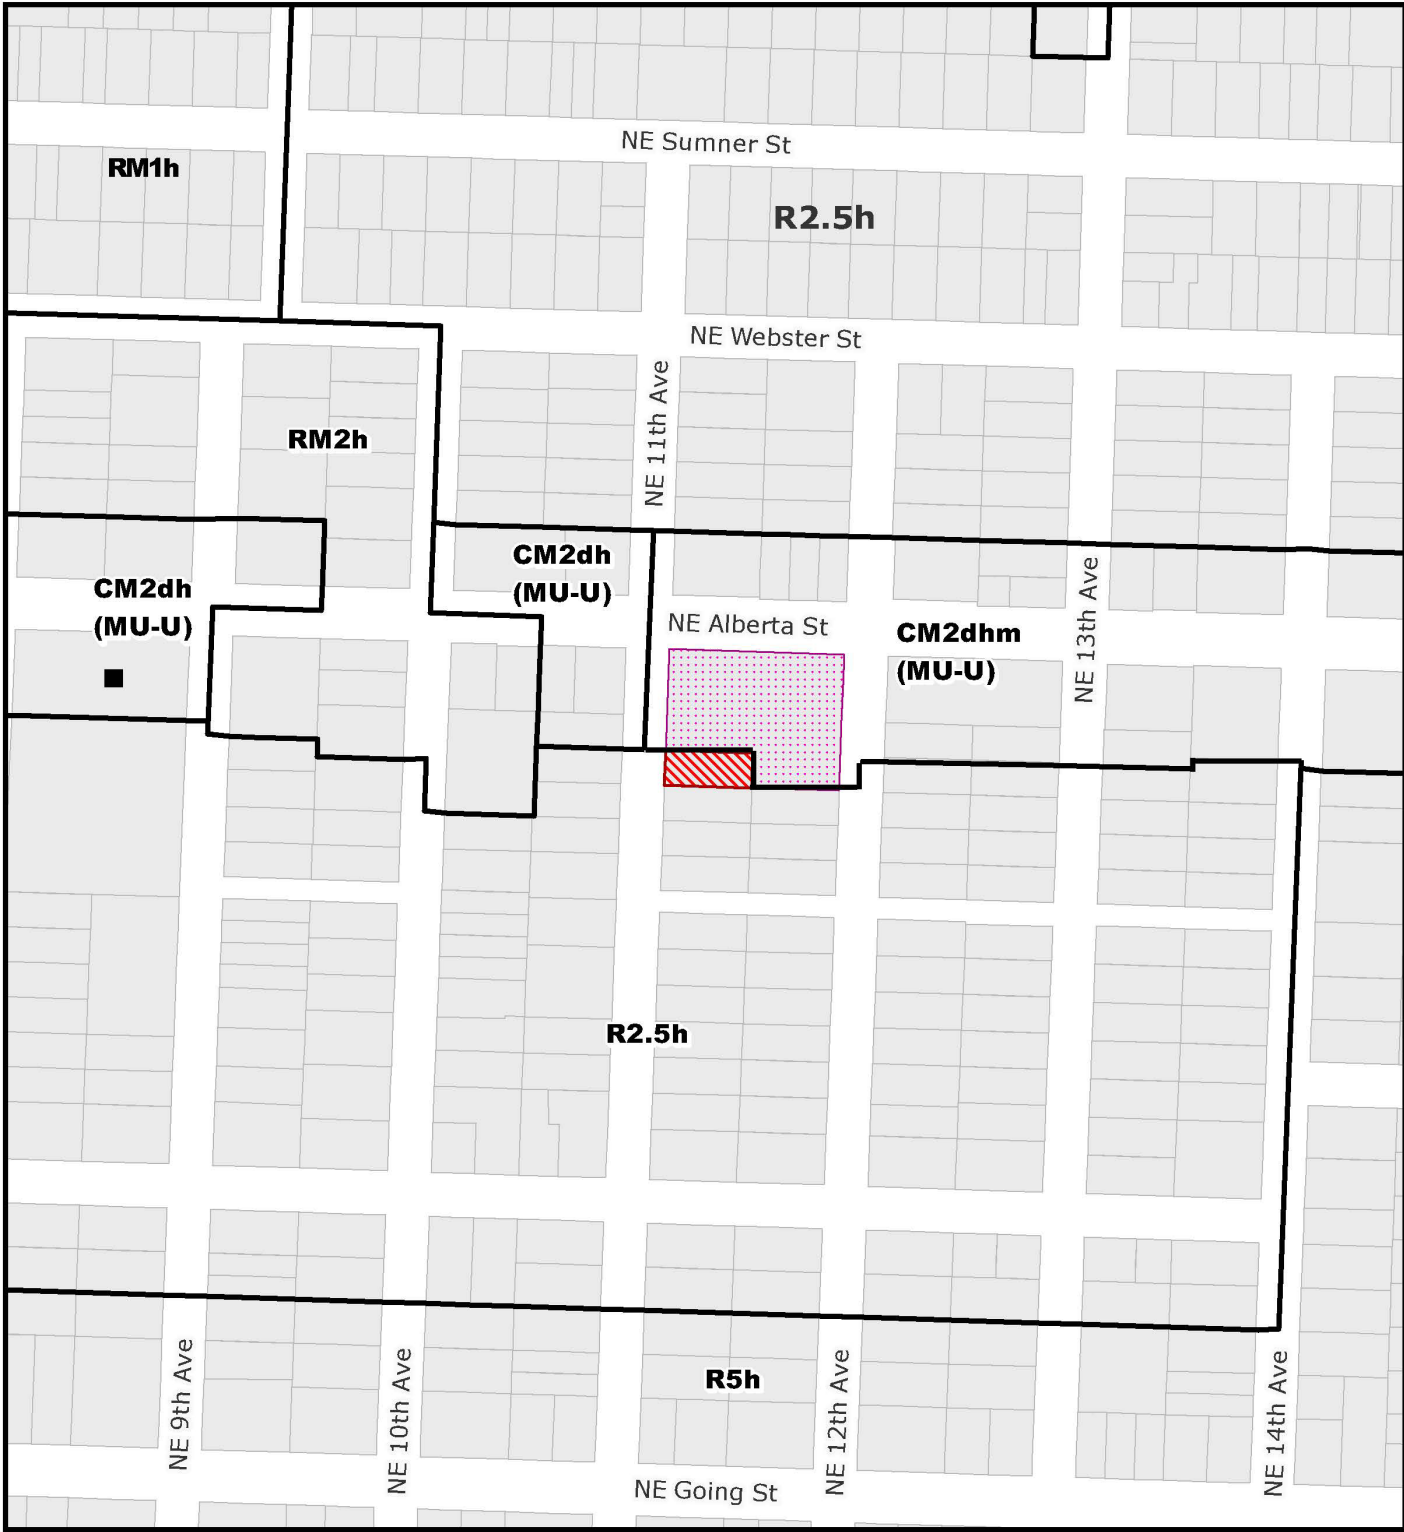 NE Sumner St
RM1h
R2.5h
NE Webster St
NE 11th Ave
RM2h
CM2dh
(MU-U)
CM2dh
(MU-U)
NE Alberta St
CM2dhm
(MU-U)
NE 13th Ave
R2.5h
NE 9th Ave
NE 10th Ave
R5h
NE 12th Ave
NE 14th Ave
NE Going St